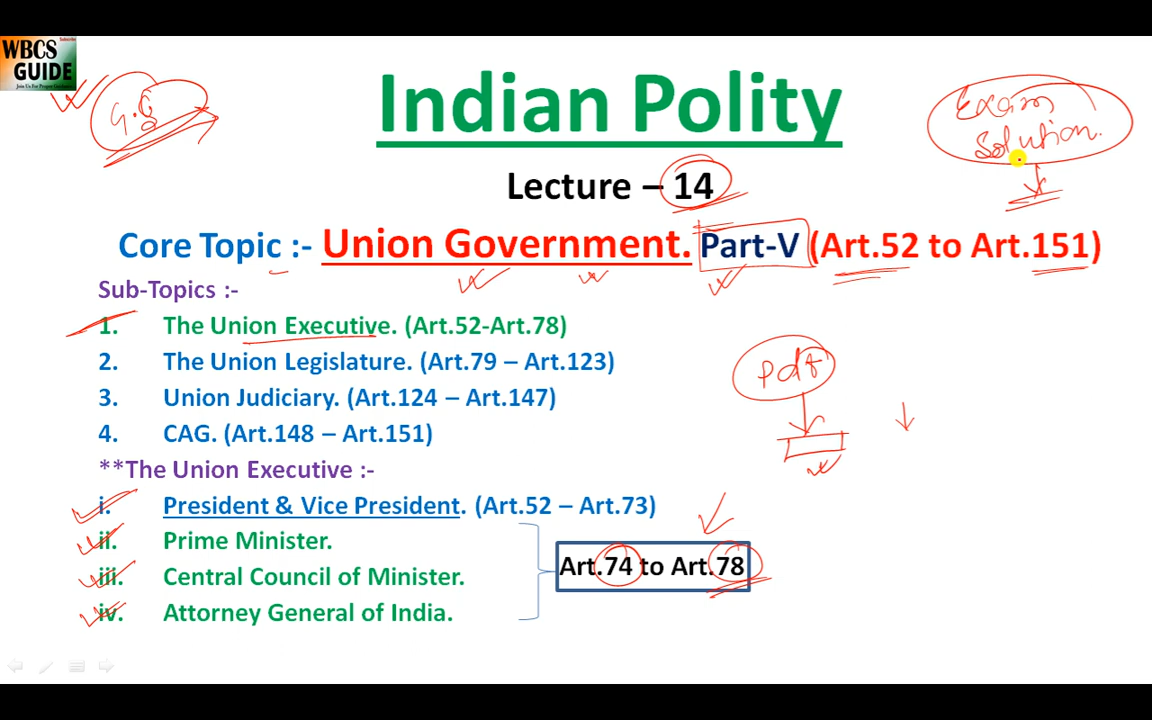 WBCS
GUIDE
G.G
Indian Polity
Exam
Solution.
Lecture – 14
Core Topic :- Union Government. Part-V (Art.52 to Art.151)
Sub-Topics :-
1. The Union Executive. (Art.52-Art.78)
2. The Union Legislature. (Art.79 – Art.123)
pdf
3. Union Judiciary. (Art.124 – Art.147)
4. CAG. (Art.148 – Art.151)
**The Union Executive :-
i. President & Vice President. (Art.52 – Art.73)
ii. Prime Minister.
Art.74 to Art.78
iii. Central Council of Minister.
iv. Attorney General of India.